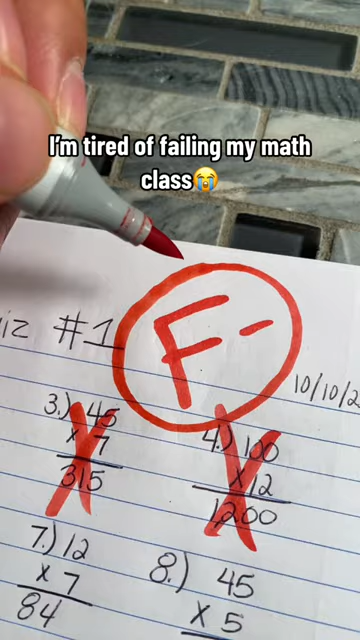 I'm tired of failing my math
class😭
iz #1
F-
10/10/2
3.) 45
x 7
315
4.) 100
x 12
1200
7.) 12
x 7
84
8.) 45
x 5